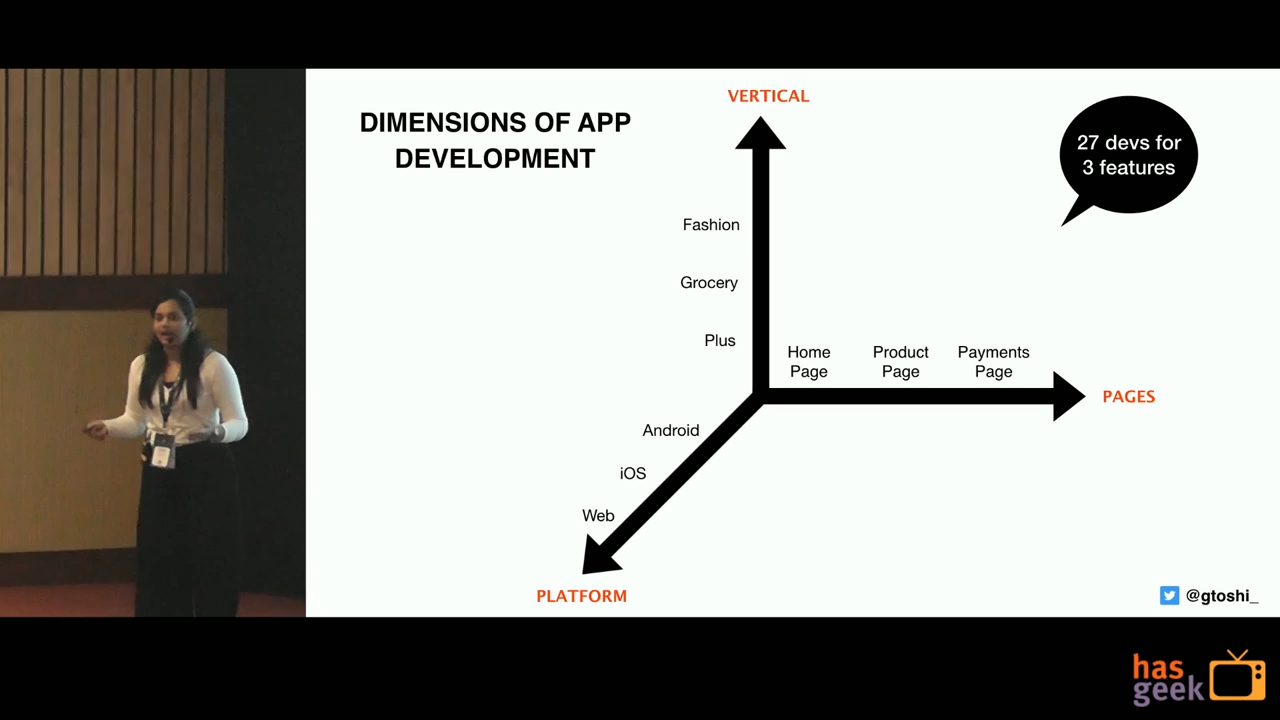 DIMENSIONS OF APP
DEVELOPMENT
VERTICAL
27 devs for
3 features
Fashion
Grocery
Plus
Home
Page
Product
Page
Payments
Page
PAGES
Android
iOS
Web
PLATFORM
@gtoshi_
has
geek